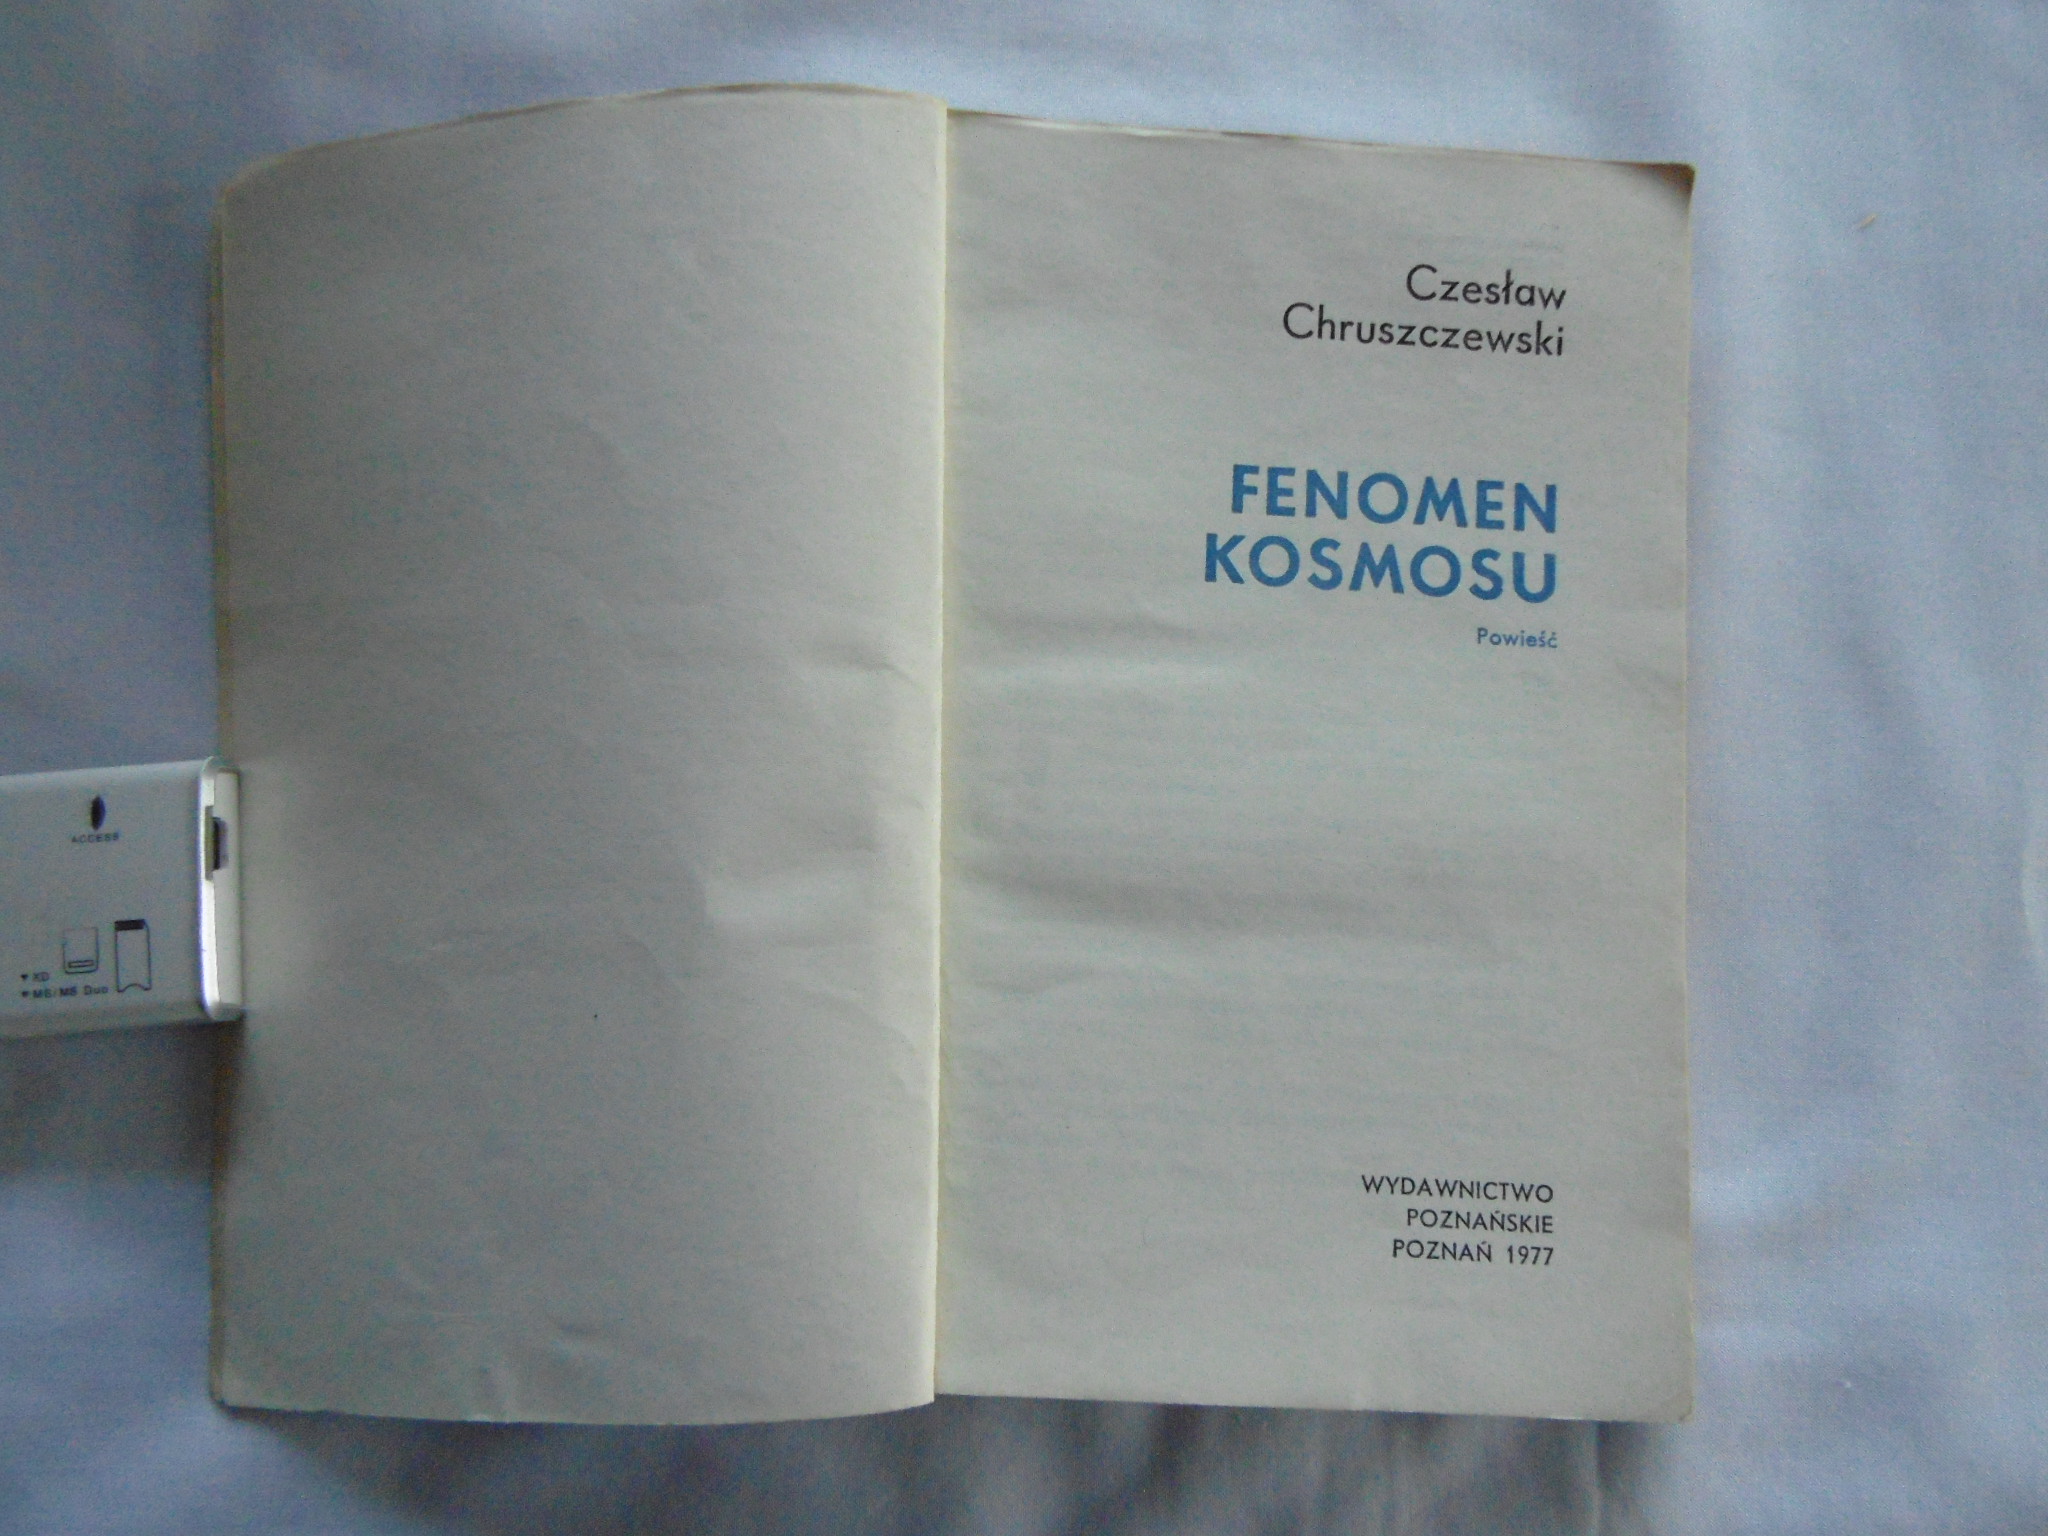 Czesław
Chruszczewski
FENOMEN
KOSMOSU
Powieść
WYDAWNICTWO
POZNAŃSKIE
POZNAŃ 1977
ACCESS
XD
MS/MS Duo